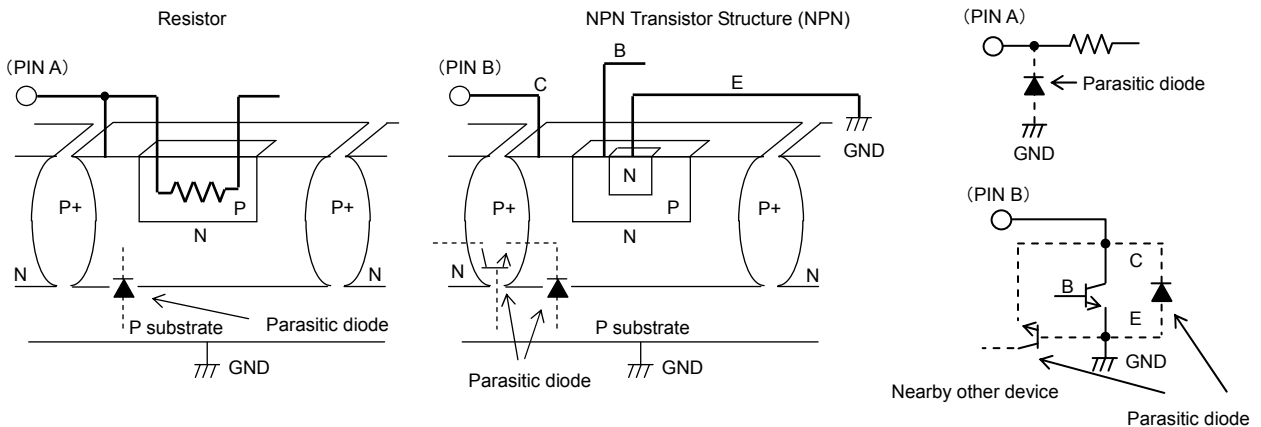 Resistor
(PIN A)
P+
P
P+
N
N
N
P substrate
Parasitic diode
GND
NPN Transistor Structure (NPN)
(PIN B)
C
B
E
GND
N
P+
P
P+
N
N
N
P substrate
Parasitic diode
GND
(PIN A)
Parasitic diode
GND
(PIN B)
C
B
E
GND
Nearby other device
Parasitic diode